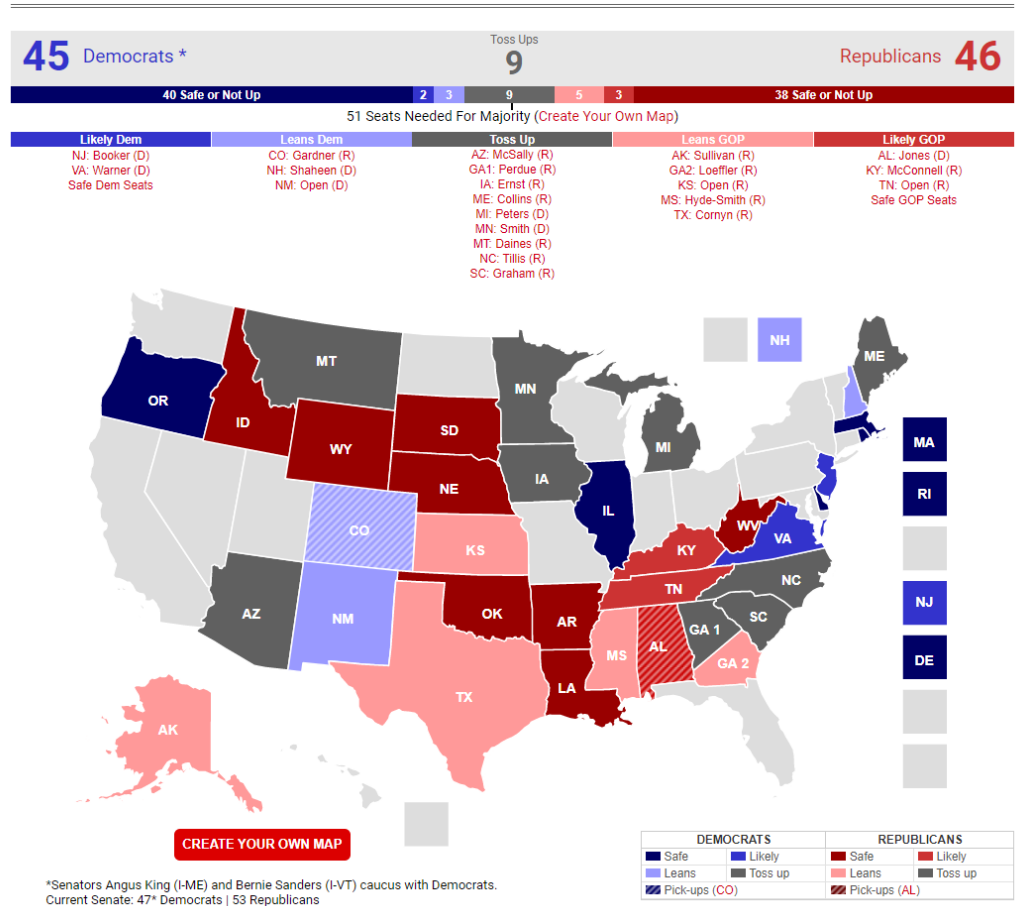 45 Democrats * Toss Ups 9 Republicans 46
40 Safe or Not Up 2 3 9 5 3 38 Safe or Not Up
51 Seats Needed For Majority (Create Your Own Map)
Likely Dem Leans Dem Toss Up Leans GOP Likely GOP
NJ: Booker (D) CO: Gardner (R) AZ: McSally (R) AK: Sullivan (R) AL: Jones (D)
VA: Warner (D) NH: Shaheen (D) GA1: Perdue (R) GA2: Loeffler (R) KY: McConnell (R)
Safe Dem Seats NM: Open (D) IA: Ernst (R) KS: Open (R) TN: Open (R)
ME: Collins (R) MS: Hyde-Smith (R) Safe GOP Seats
MI: Peters (D) TX: Cornyn (R)
MN: Smith (D)
MT: Daines (R)
NC: Tillis (R)
SC: Graham (R)
NH
ME
MT
MN
OR
ID
SD
WY
MI
MA
IA
NE
RI
IL
CO
KS
WV
VA
KY
NC
TN
NJ
AZ
NM
OK
AR
SC
GA 1
AL
MS
GA 2
DE
LA
TX
AK
CREATE YOUR OWN MAP
DEMOCRATS REPUBLICANS
Safe Likely Safe Likely
Leans Toss up Leans Toss up
Pick-ups (CO) Pick-ups (AL)
*Senators Angus King (I-ME) and Bernie Sanders (I-VT) caucus with Democrats.
Current Senate: 47* Democrats | 53 Republicans